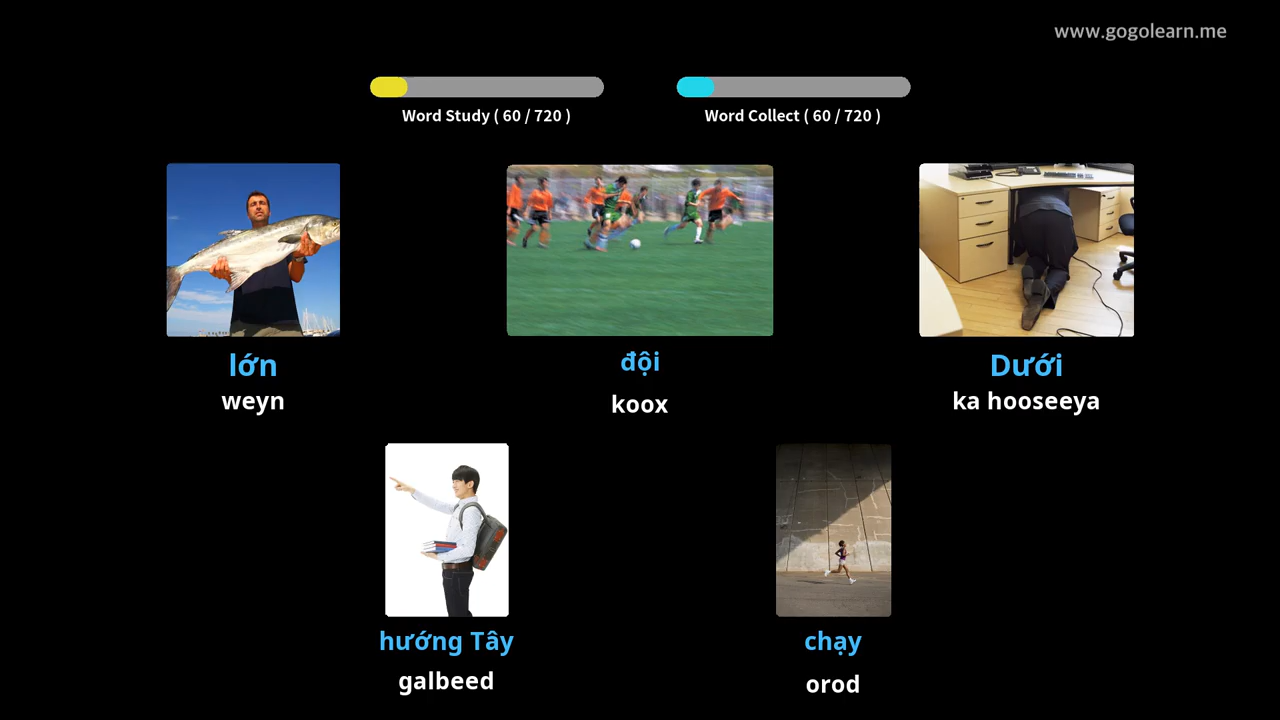 www.gogolearn.me
Word Study ( 60 / 720 )
Word Collect ( 60 / 720 )
lớn
weyn
đội
koox
Dưới
ka hooseeya
hướng Tây
galbeed
chạy
orod